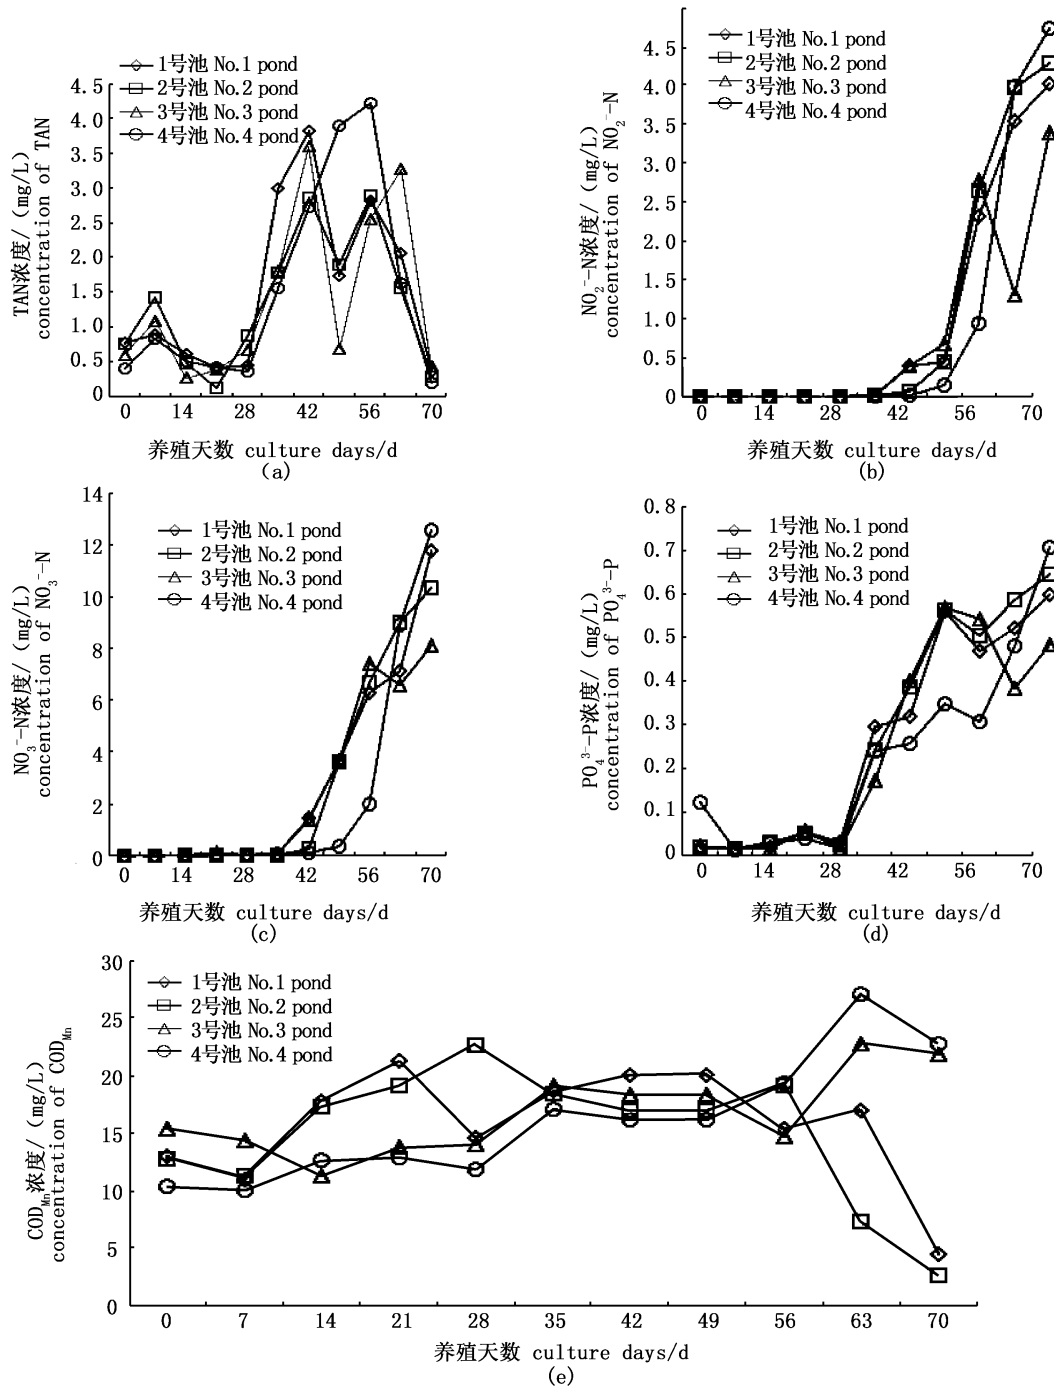 1号池 No.1 pond
2号池 No.2 pond
3号池 No.3 pond
4号池 No.4 pond
4.5
4.0
3.5
3.0
2.5
2.0
1.5
1.0
0.5
0
TAN浓度/(mg/L)
concentration of TAN
0 14 28 42 56 70
养殖天数 culture days/d
(a)
1号池 No.1 pond
2号池 No.2 pond
3号池 No.3 pond
4号池 No.4 pond
4.5
4.0
3.5
3.0
2.5
2.0
1.5
1.0
0.5
0
NO₂⁻-N浓度/(mg/L)
concentration of NO₂⁻-N
0 14 28 42 56 70
养殖天数 culture days/d
(b)
1号池 No.1 pond
2号池 No.2 pond
3号池 No.3 pond
4号池 No.4 pond
14
12
10
8
6
4
2
0
NO₃⁻-N浓度/(mg/L)
concentration of NO₃⁻-N
0 14 28 42 56 70
养殖天数 culture days/d
(c)
1号池 No.1 pond
2号池 No.2 pond
3号池 No.3 pond
4号池 No.4 pond
0.8
0.7
0.6
0.5
0.4
0.3
0.2
0.1
0
PO₄³⁻-P浓度/(mg/L)
concentration of PO₄³⁻-P
0 14 28 42 56 70
养殖天数 culture days/d
(d)
1号池 No.1 pond
2号池 No.2 pond
3号池 No.3 pond
4号池 No.4 pond
30
25
20
15
10
5
0
COD_Mn浓度/(mg/L)
concentration of COD_Mn
0 7 14 21 28 35 42 49 56 63 70
养殖天数 culture days/d
(e)